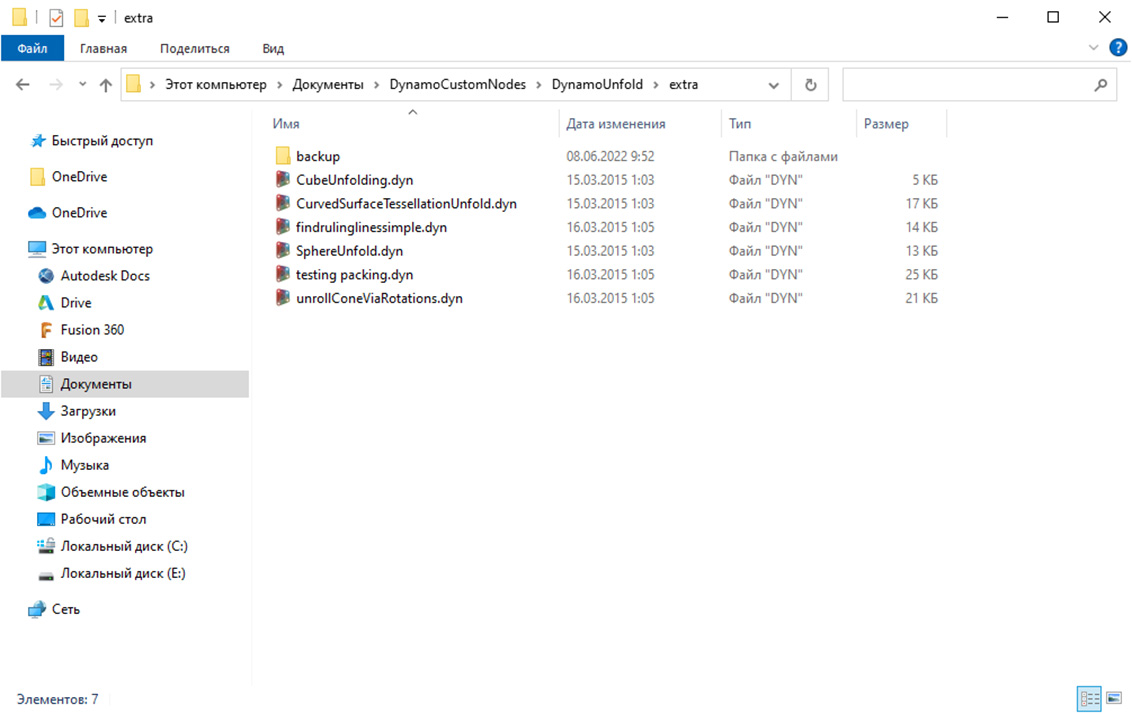 extra
Файл Главная Поделиться Вид
Этот компьютер Документы DynamoCustomNodes DynamoUnfold extra
Быстрый доступ
OneDrive
OneDrive
Этот компьютер
Autodesk Docs
Drive
Fusion 360
Видео
Документы
Загрузки
Изображения
Музыка
Объемные объекты
Рабочий стол
Локальный диск (C:)
Локальный диск (E:)
Сеть
Имя Дата изменения Тип Размер
backup 08.06.2022 9:52 Папка с файлами
CubeUnfolding.dyn 15.03.2015 1:03 Файл "DYN" 5 КБ
CurvedSurfaceTessellationUnfold.dyn 15.03.2015 1:03 Файл "DYN" 17 КБ
findrulinglinessimple.dyn 16.03.2015 1:05 Файл "DYN" 14 КБ
SphereUnfold.dyn 15.03.2015 1:03 Файл "DYN" 13 КБ
testing packing.dyn 16.03.2015 1:05 Файл "DYN" 25 КБ
unrollConeViaRotations.dyn 16.03.2015 1:05 Файл "DYN" 21 КБ
Элементов: 7